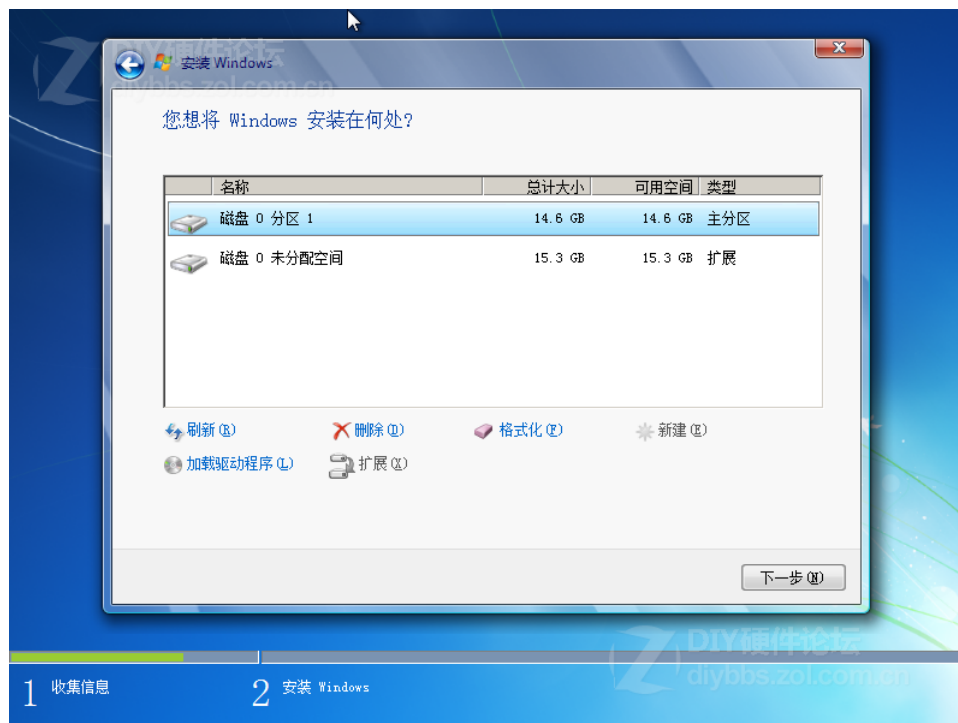 DIY硬件论坛
diybbs.zol.com.cn
安装 Windows
您想将 Windows 安装在何处?
名称 总计大小 可用空间 类型
磁盘 0 分区 1 14.6 GB 14.6 GB 主分区
磁盘 0 未分配空间 15.3 GB 15.3 GB 扩展
刷新(R) 删除(D) 格式化(F) 新建(E)
加载驱动程序(L) 扩展(X)
下一步(N)
DIY硬件论坛
diybbs.zol.com.cn
1 收集信息 2 安装 Windows